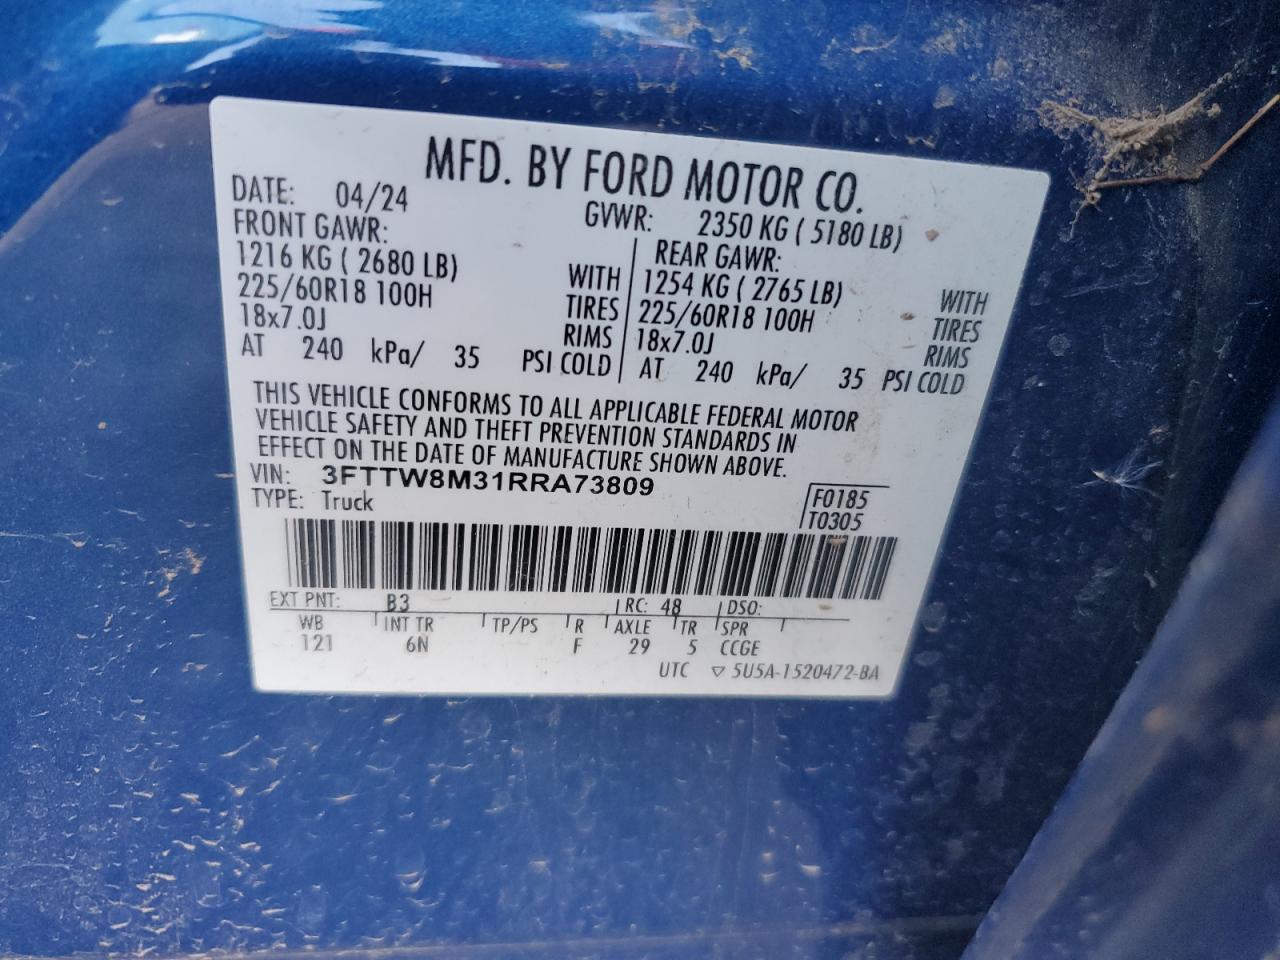 MFD. BY FORD MOTOR CO.
DATE: 04/24 GVWR: 2350 KG ( 5180 LB)
FRONT GAWR: REAR GAWR:
1216 KG ( 2680 LB) WITH 1254 KG ( 2765 LB) WITH
225/60R18 100H TIRES 225/60R18 100H TIRES
18x7.0J RIMS 18x7.0J RIMS
AT 240 kPa/ 35 PSI COLD AT 240 kPa/ 35 PSI COLD
THIS VEHICLE CONFORMS TO ALL APPLICABLE FEDERAL MOTOR
VEHICLE SAFETY AND THEFT PREVENTION STANDARDS IN
EFFECT ON THE DATE OF MANUFACTURE SHOWN ABOVE.
VIN: 3FTTW8M31RRA73809 F0185
TYPE: Truck T0305
EXT PNT: B3 RC: 48 DSO:
WB INT TR TP/PS R AXLE TR SPR
121 6N F 29 5 CCGE
UTC ▽ 5U5A-1520472-BA